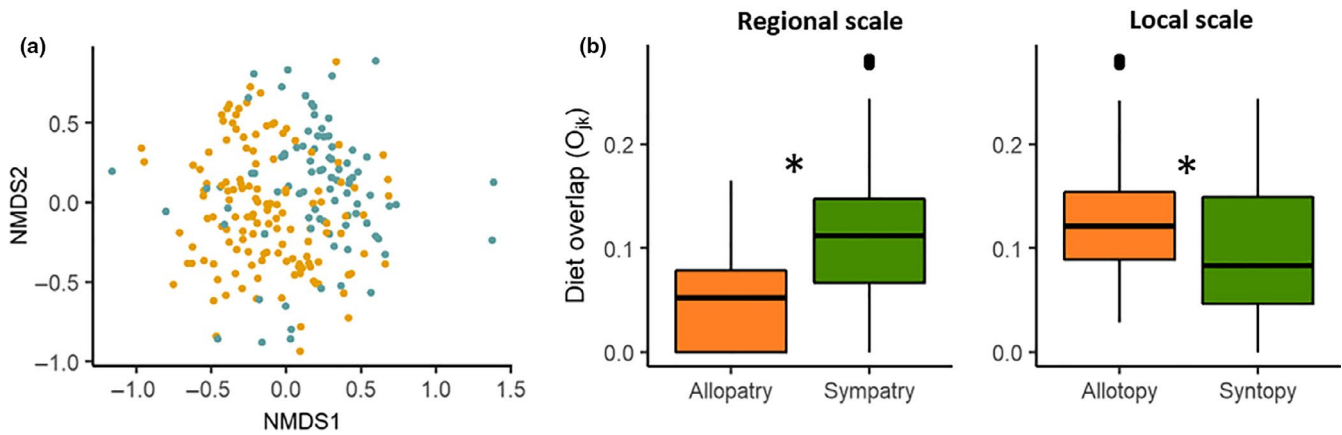 (a)
NMDS2
0.5
0.0
−0.5
−1.0
−1.0 −0.5 0.0 0.5 1.0 1.5
NMDS1
(b)
Regional scale
Diet overlap (Ojk)
0.2
0.1
0.0
*
Allopatry Sympatry
Local scale
0.2
0.1
0.0
*
Allotopy Syntopy